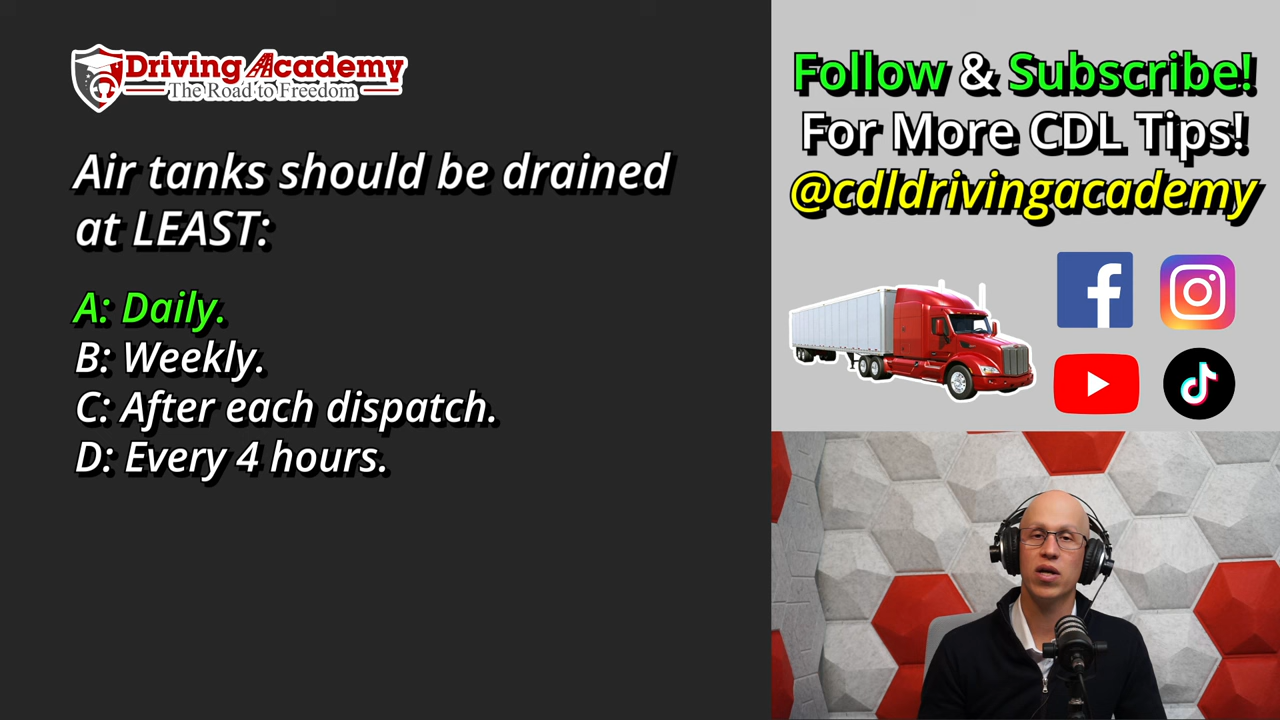 Driving Academy
The Road to Freedom
Air tanks should be drained
at LEAST:
A: Daily.
B: Weekly.
C: After each dispatch.
D: Every 4 hours.
Follow & Subscribe!
For More CDL Tips!
@cdldrivingacademy